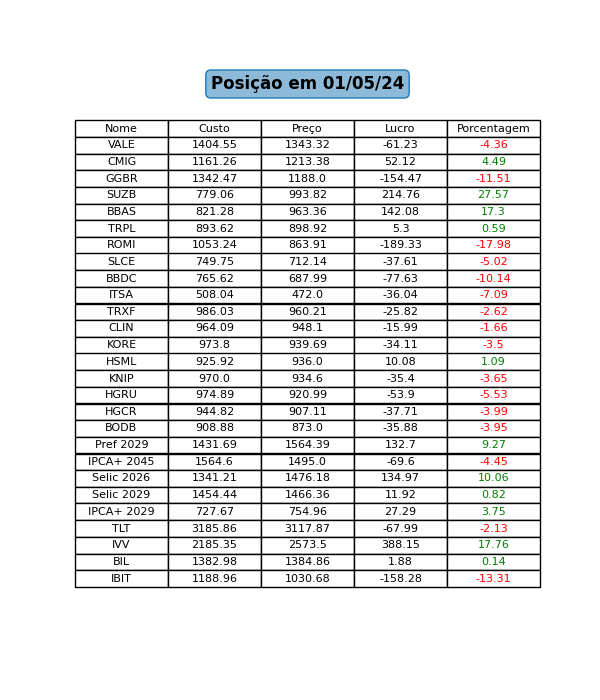 Posição em 01/05/24
Nome Custo Preço Lucro Porcentagem
VALE 1404.55 1343.32 -61.23 -4.36
CMIG 1161.26 1213.38 52.12 4.49
GGBR 1342.47 1188.0 -154.47 -11.51
SUZB 779.06 993.82 214.76 27.57
BBAS 821.28 963.36 142.08 17.3
TRPL 893.62 898.92 5.3 0.59
ROMI 1053.24 863.91 -189.33 -17.98
SLCE 749.75 712.14 -37.61 -5.02
BBDC 765.62 687.99 -77.63 -10.14
ITSA 508.04 472.0 -36.04 -7.09
TRXF 986.03 960.21 -25.82 -2.62
CLIN 964.09 948.1 -15.99 -1.66
KORE 973.8 939.69 -34.11 -3.5
HSML 925.92 936.0 10.08 1.09
KNIP 970.0 934.6 -35.4 -3.65
HGRU 974.89 920.99 -53.9 -5.53
HGCR 944.82 907.11 -37.71 -3.99
BODB 908.88 873.0 -35.88 -3.95
Pref 2029 1431.69 1564.39 132.7 9.27
IPCA+ 2045 1564.6 1495.0 -69.6 -4.45
Selic 2026 1341.21 1476.18 134.97 10.06
Selic 2029 1454.44 1466.36 11.92 0.82
IPCA+ 2029 727.67 754.96 27.29 3.75
TLT 3185.86 3117.87 -67.99 -2.13
IVV 2185.35 2573.5 388.15 17.76
BIL 1382.98 1384.86 1.88 0.14
IBIT 1188.96 1030.68 -158.28 -13.31